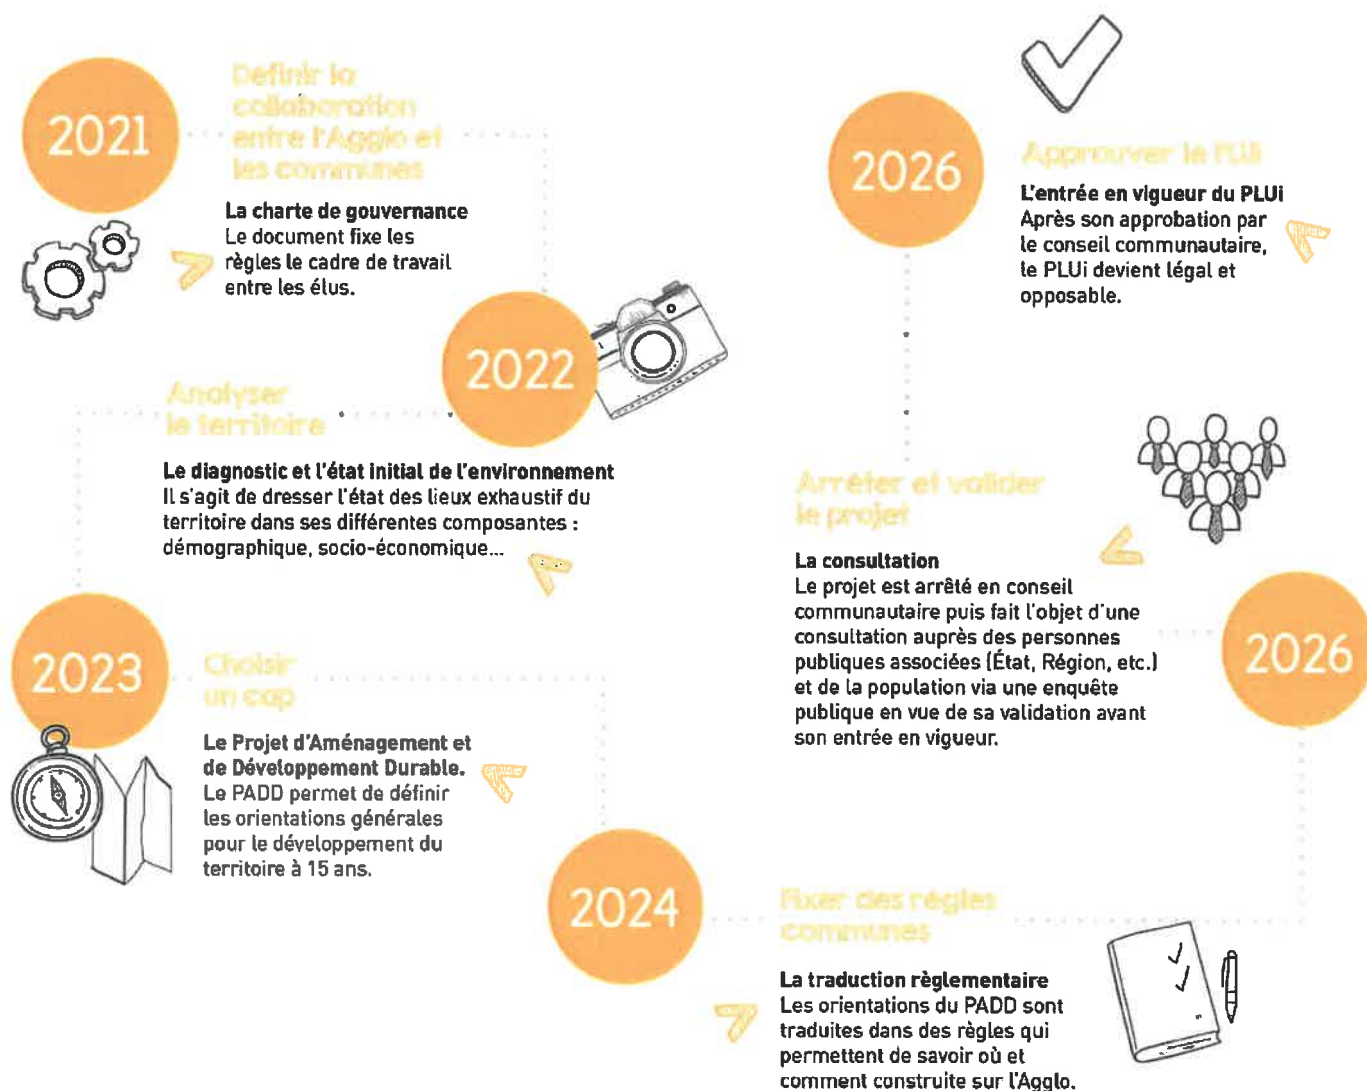 2021
Définir la
collaboration
entre l'Agglo et
les communes
La charte de gouvernance
Le document fixe les
règles le cadre de travail
entre les élus.
2022
Analyser
le territoire
Le diagnostic et l'état initial de l'environnement
Il s'agit de dresser l'état des lieux exhaustif du
territoire dans ses différentes composantes :
démographique, socio-économique...
2023
Choisir
un cap
Le Projet d'Aménagement et
de Développement Durable.
Le PADD permet de définir
les orientations générales
pour le développement du
territoire à 15 ans.
2024
Fixer des règles
communes
La traduction règlementaire
Les orientations du PADD sont
traduites dans des règles qui
permettent de savoir où et
comment construite sur l'Agglo.
2026
Arrêter et valider
le projet
La consultation
Le projet est arrêté en conseil
communautaire puis fait l'objet d'une
consultation auprès des personnes
publiques associées (État, Région, etc.)
et de la population via une enquête
publique en vue de sa validation avant
son entrée en vigueur.
2026
Approuver le PLUi
L'entrée en vigueur du PLUi
Après son approbation par
le conseil communautaire,
le PLUi devient légal et
opposable.